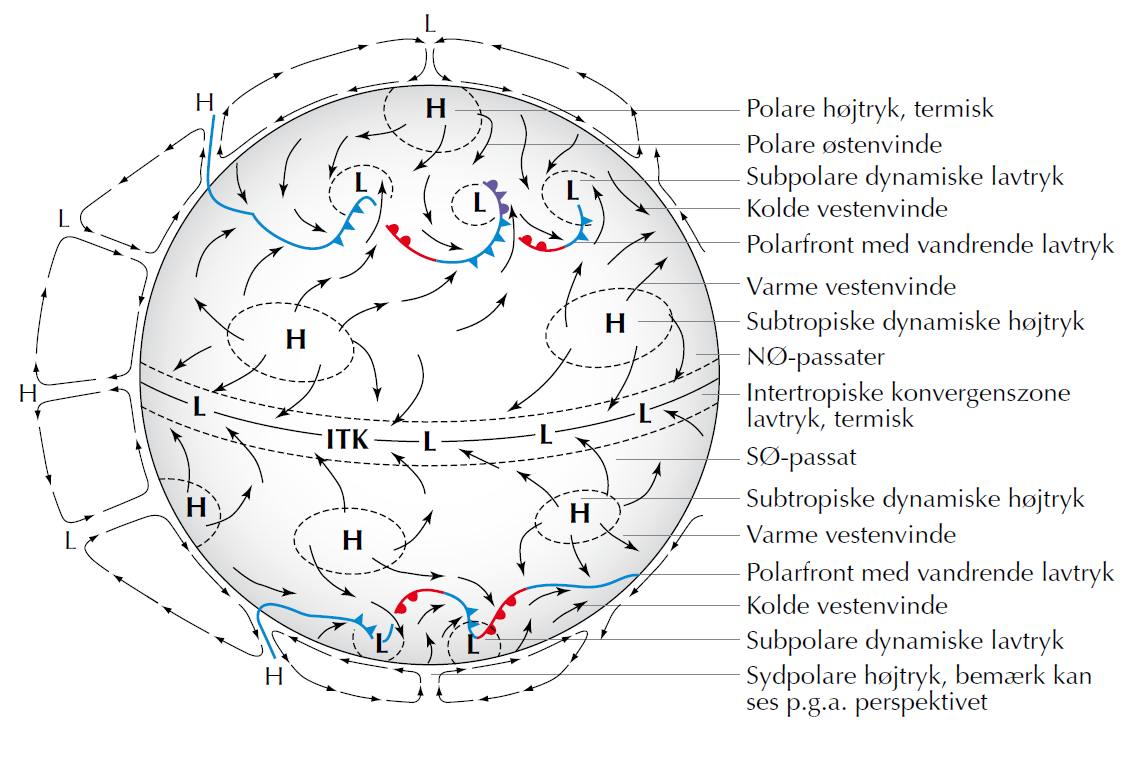 L
H
H
Polare højtryk, termisk
Polare østenvinde
L
L
L
Subpolare dynamiske lavtryk
Kolde vestenvinde
L
Polarfront med vandrende lavtryk
Varme vestenvinde
H
H
Subtropiske dynamiske højtryk
NØ-passater
H
L
ITK
L
L
L
Intertropiske konvergenszone
lavtryk, termisk
SØ-passat
H
H
Subtropiske dynamiske højtryk
L
H
Varme vestenvinde
Polarfront med vandrende lavtryk
Kolde vestenvinde
L
L
Subpolare dynamiske lavtryk
H
Sydpolare højtryk, bemærk kan
ses p.g.a. perspektivet